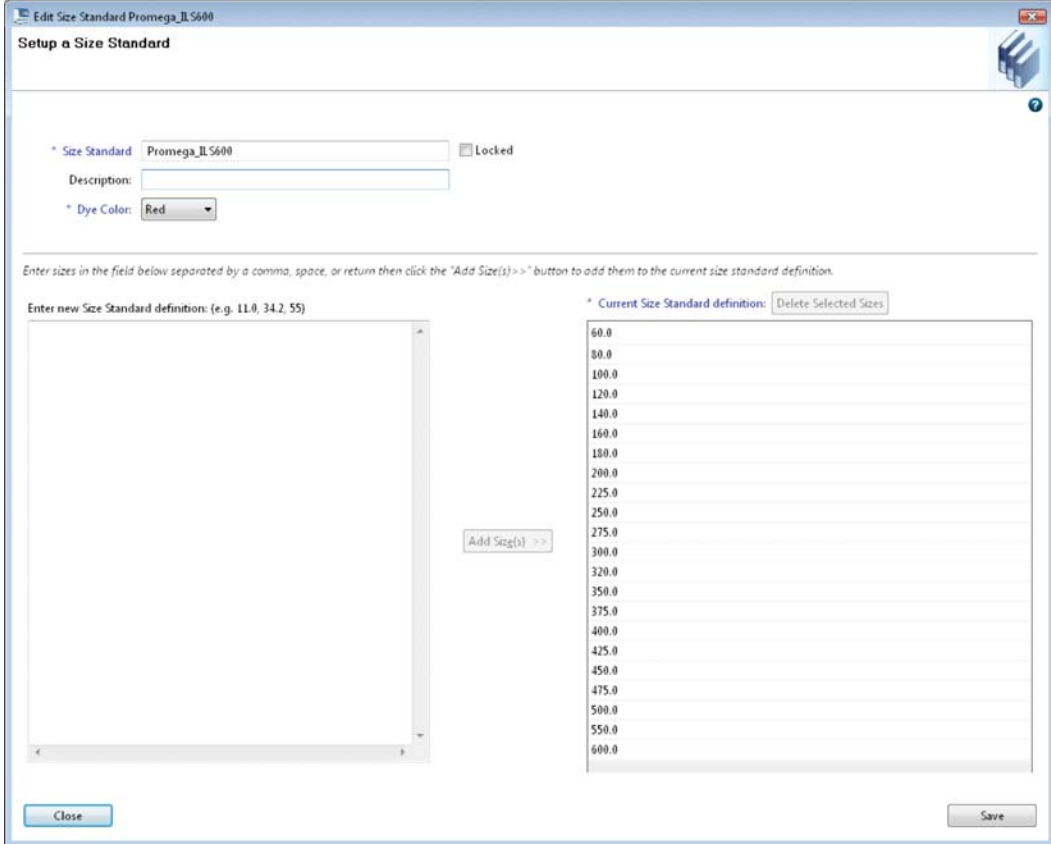 Edit Size Standard Promega_ILS600
Setup a Size Standard
* Size Standard Promega_ILS600 Locked
Description:
* Dye Color: Red
Enter sizes in the field below separated by a comma, space, or return then click the "Add Size(s)>>" button to add them to the current size standard definition.
Enter new Size Standard definition: (e.g. 11.0, 34.2, 55)
* Current Size Standard definition: Delete Selected Sizes
60.0
80.0
100.0
120.0
140.0
160.0
180.0
200.0
225.0
250.0
275.0
300.0
320.0
350.0
375.0
400.0
425.0
450.0
475.0
500.0
550.0
600.0
Add Size(s) >>
Close
Save